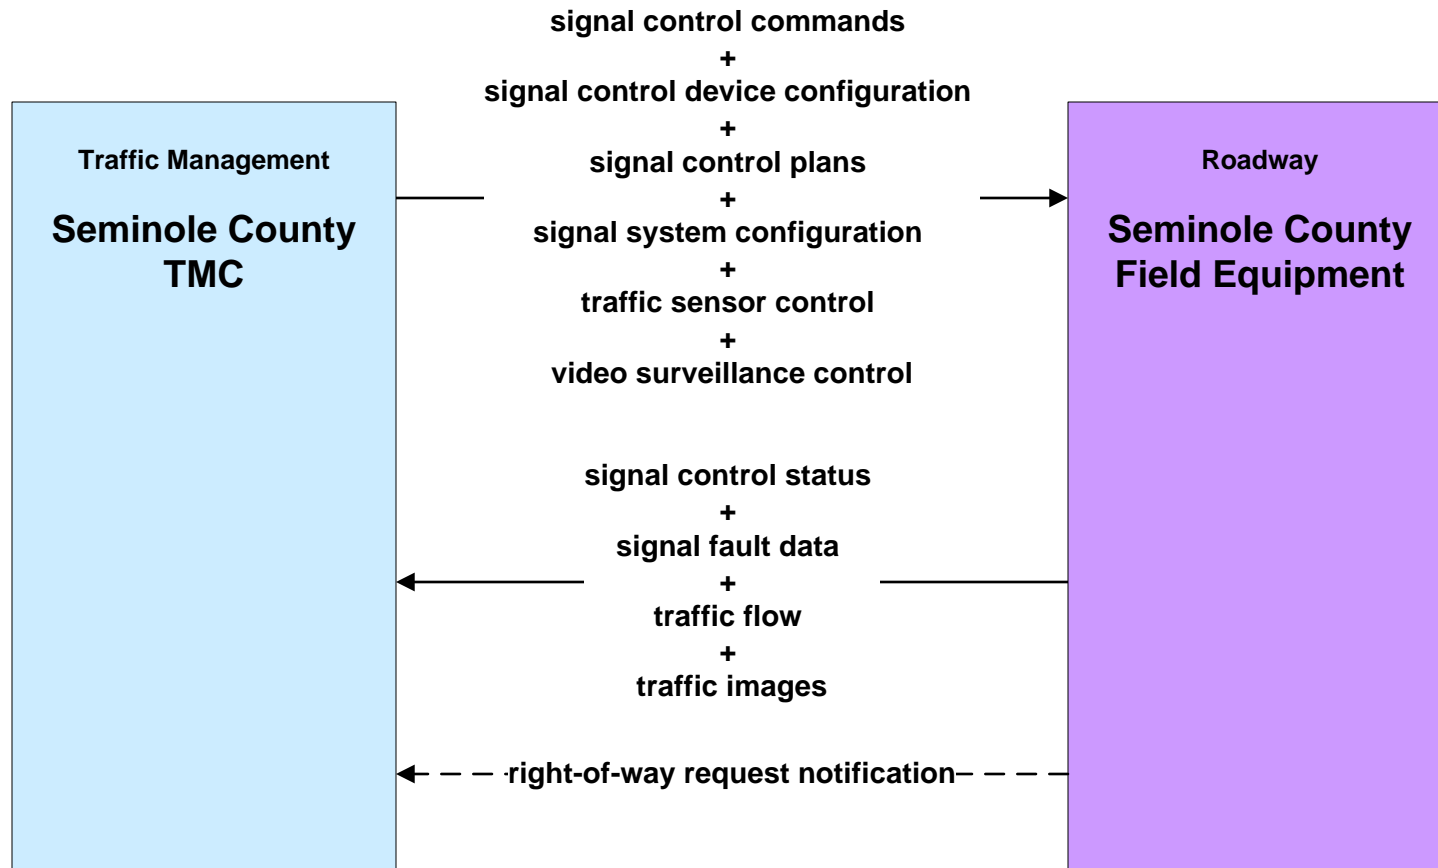 signal control commands
+
signal control device configuration
+
signal control plans
+
signal system configuration
+
traffic sensor control
+
video surveillance control
Traffic Management
Seminole County
TMC
Roadway
Seminole County
Field Equipment
signal control status
+
signal fault data
+
traffic flow
+
traffic images
right-of-way request notification